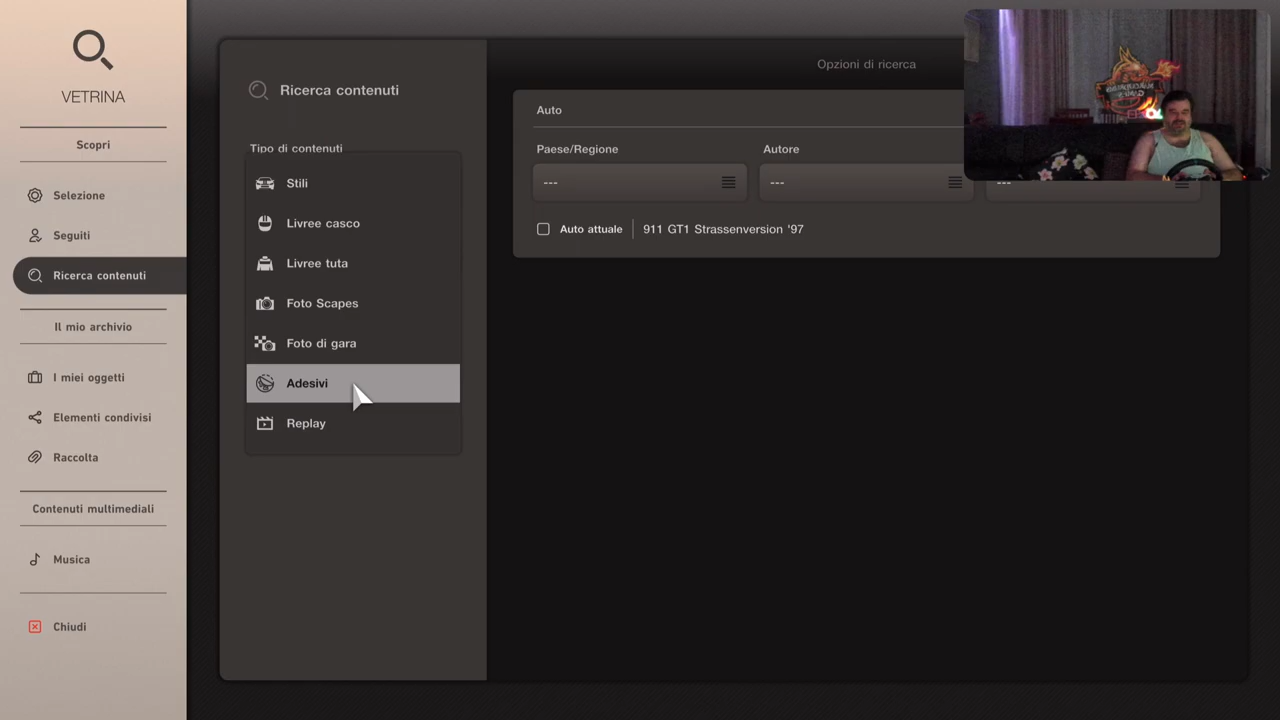 VETRINA
Scopri
Selezione
Seguiti
Ricerca contenuti
Il mio archivio
I miei oggetti
Elementi condivisi
Raccolta
Contenuti multimediali
Musica
Chiudi
Ricerca contenuti
Tipo di contenuti
Stili
Livree casco
Livree tuta
Foto Scapes
Foto di gara
Adesivi
Replay
Opzioni di ricerca
Auto
Paese/Regione
Autore
---
---
---
Auto attuale
911 GT1 Strassenversion '97